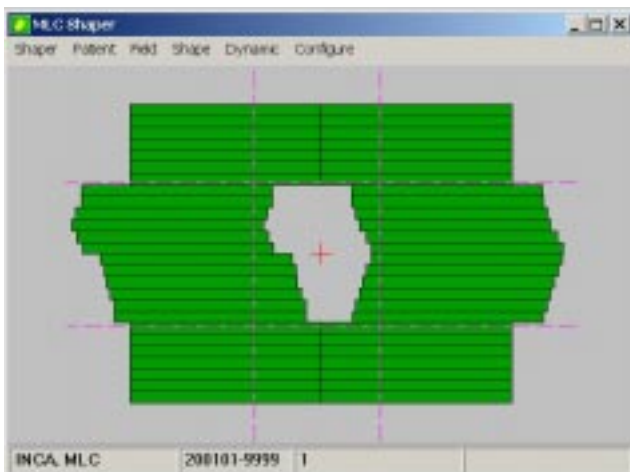 MLC Shaper
Shaper Patient Field Shape Dynamic Configure
INCA, MLC 200101-9999 1